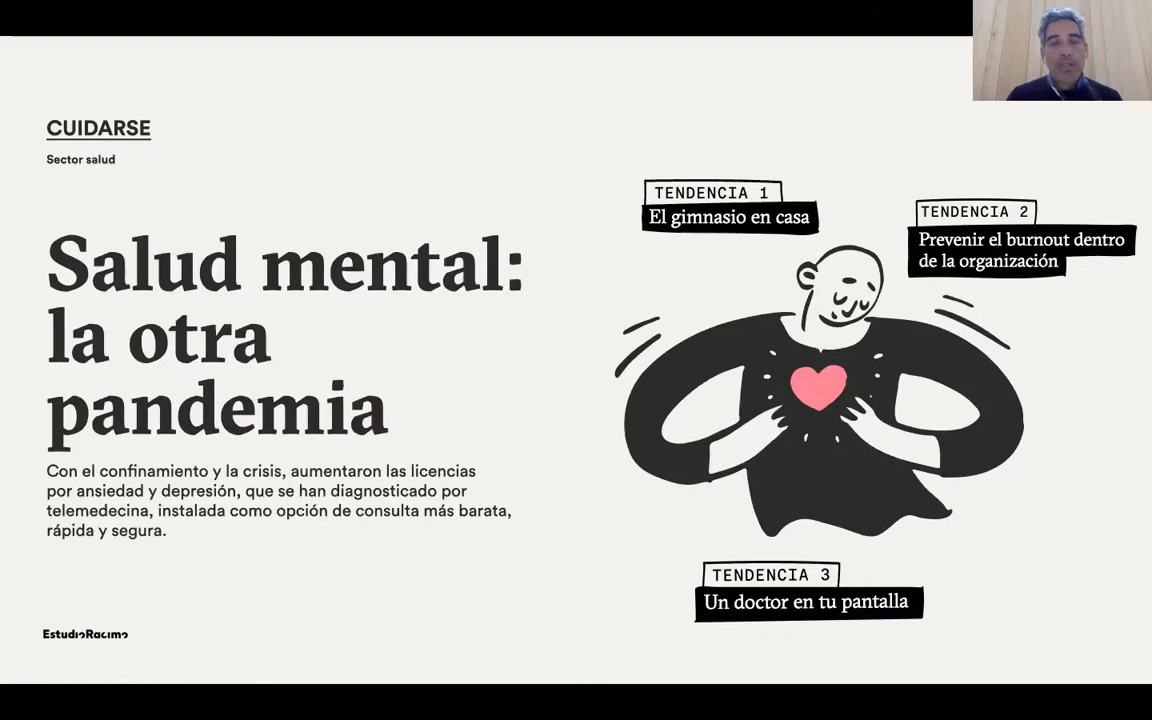 CUIDARSE
Sector salud
Salud mental:
la otra
pandemia
Con el confinamiento y la crisis, aumentaron las licencias
por ansiedad y depresión, que se han diagnosticado por
telemedecina, instalada como opción de consulta más barata,
rápida y segura.
TENDENCIA 1
El gimnasio en casa
TENDENCIA 2
Prevenir el burnout dentro
de la organización
TENDENCIA 3
Un doctor en tu pantalla
EstudioRacimo